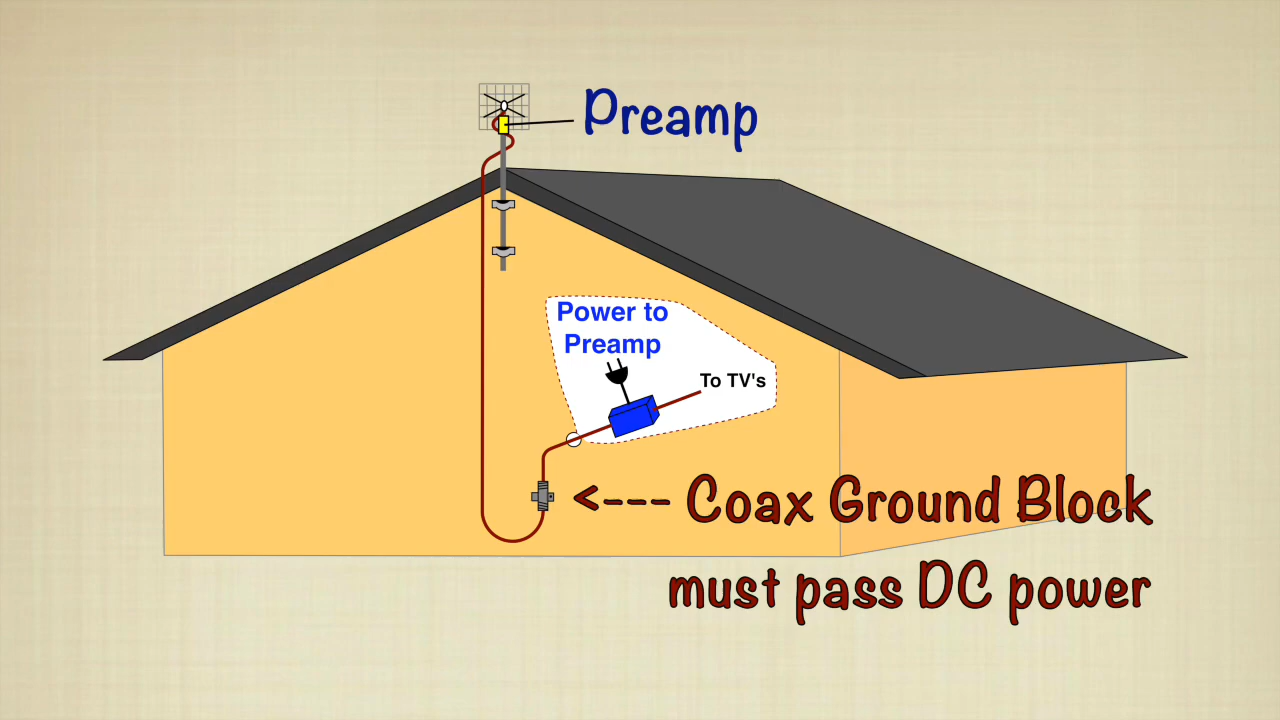 Preamp
Power to
Preamp
To TV's
<--- Coax Ground Block
must pass DC power